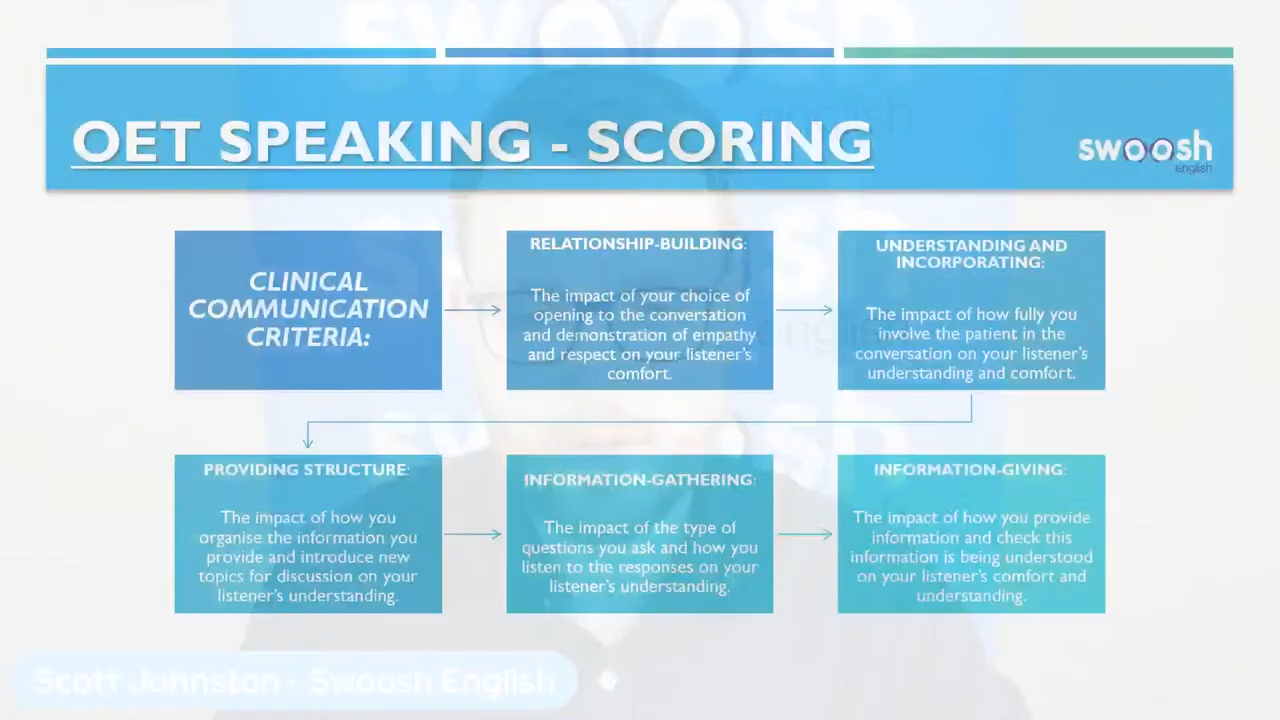 OET SPEAKING - SCORING
swoosh
english
CLINICAL
COMMUNICATION
CRITERIA:
RELATIONSHIP-BUILDING:
The impact of your choice of
opening to the conversation
and demonstration of empathy
and respect on your listener's
comfort.
UNDERSTANDING AND
INCORPORATING:
The impact of how fully you
involve the patient in the
conversation on your listener's
understanding and comfort.
PROVIDING STRUCTURE:
The impact of how you
organise the information you
provide and introduce new
topics for discussion on your
listener's understanding.
INFORMATION-GATHERING:
The impact of the type of
questions you ask and how you
listen to the responses on your
listener's understanding.
INFORMATION-GIVING:
The impact of how you provide
information and check this
information is being understood
on your listener's comfort and
understanding.
Scott Johnston - Swoosh English